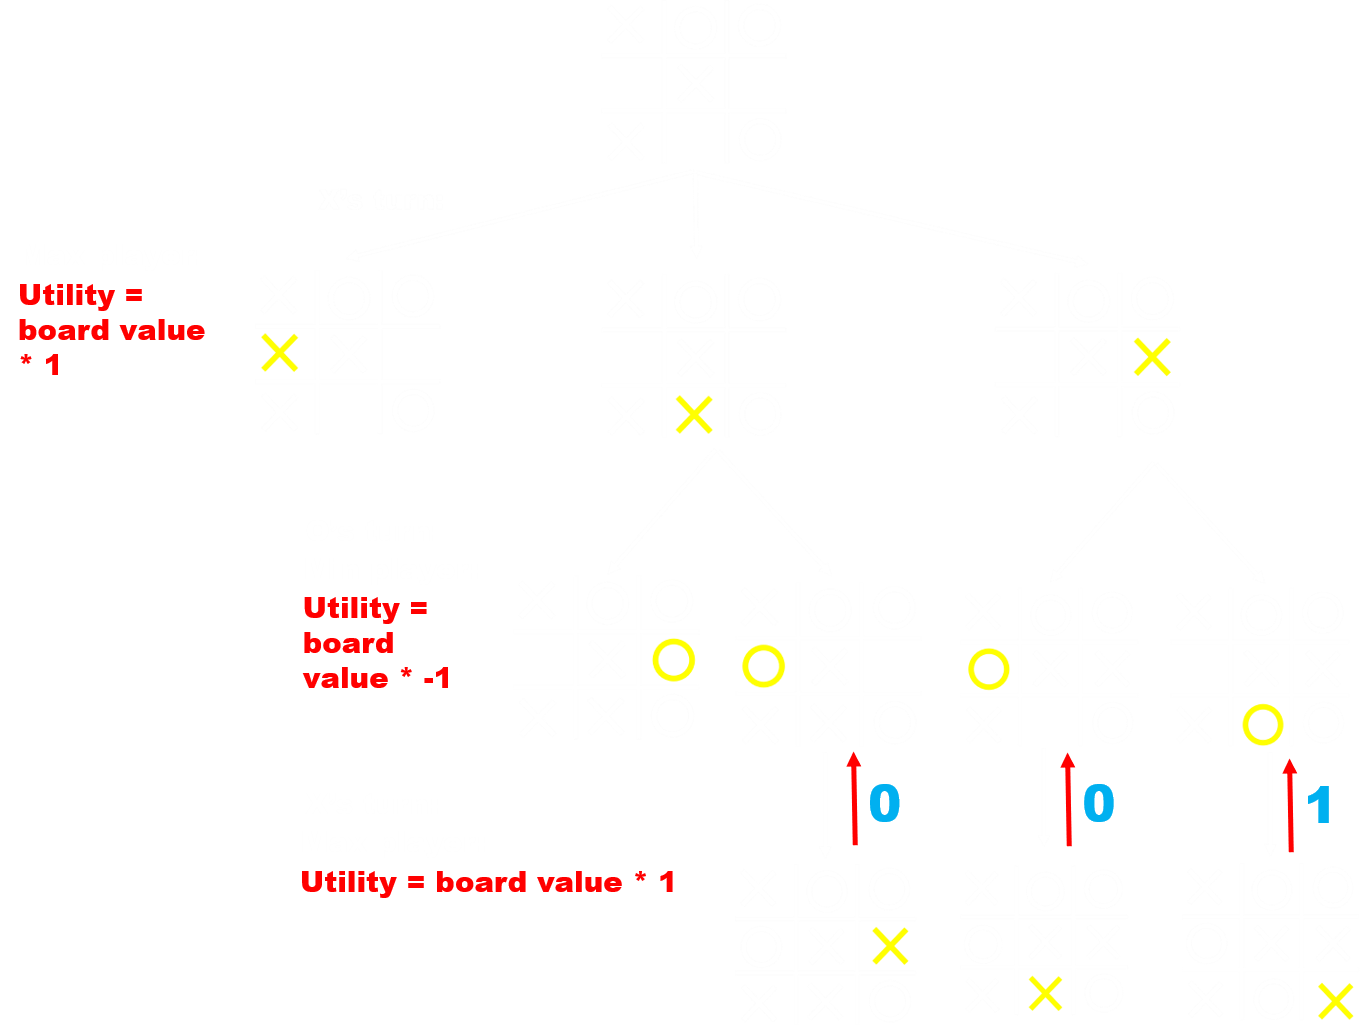 Utility =
board value
* 1
Utility =
board
value * -1
0
0
1
Utility = board value * 1